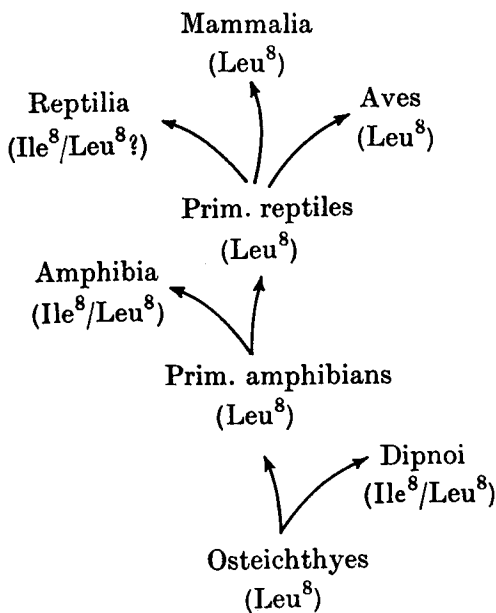 Mammalia
(Leu⁸)
Reptilia
(Ile⁸/Leu⁸?)
Aves
(Leu⁸)
Prim. reptiles
(Leu⁸)
Amphibia
(Ile⁸/Leu⁸)
Prim. amphibians
(Leu⁸)
Dipnoi
(Ile⁸/Leu⁸)
Osteichthyes
(Leu⁸)